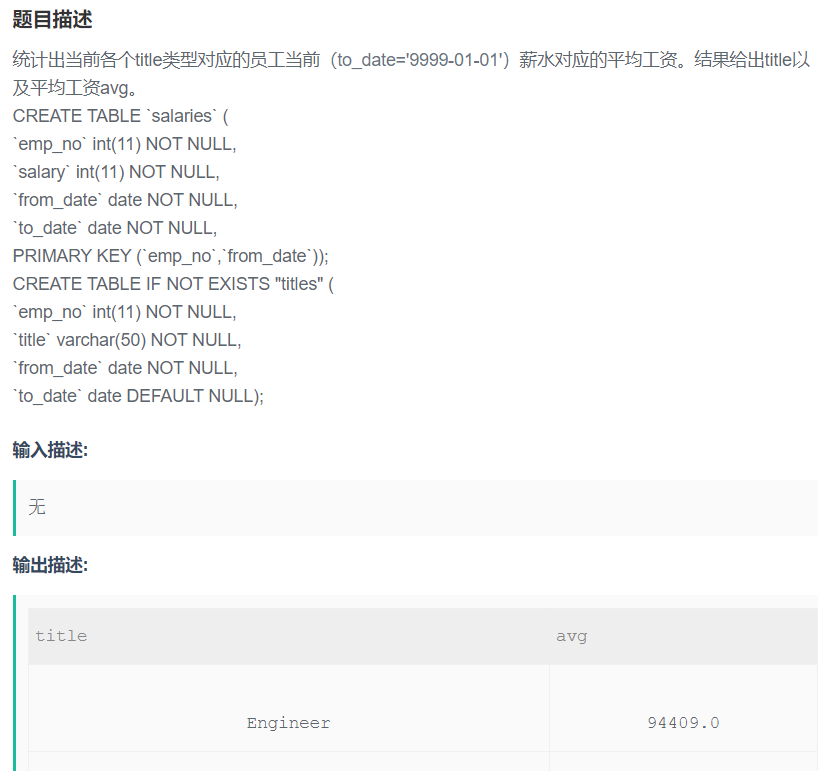 题目描述
统计出当前各个title类型对应的员工当前（to_date='9999-01-01'）薪水对应的平均工资。结果给出title以
及平均工资avg。
CREATE TABLE `salaries` (
`emp_no` int(11) NOT NULL,
`salary` int(11) NOT NULL,
`from_date` date NOT NULL,
`to_date` date NOT NULL,
PRIMARY KEY (`emp_no`,`from_date`));
CREATE TABLE IF NOT EXISTS "titles" (
`emp_no` int(11) NOT NULL,
`title` varchar(50) NOT NULL,
`from_date` date NOT NULL,
`to_date` date DEFAULT NULL);
输入描述:
无
输出描述:
title avg
Engineer 94409.0